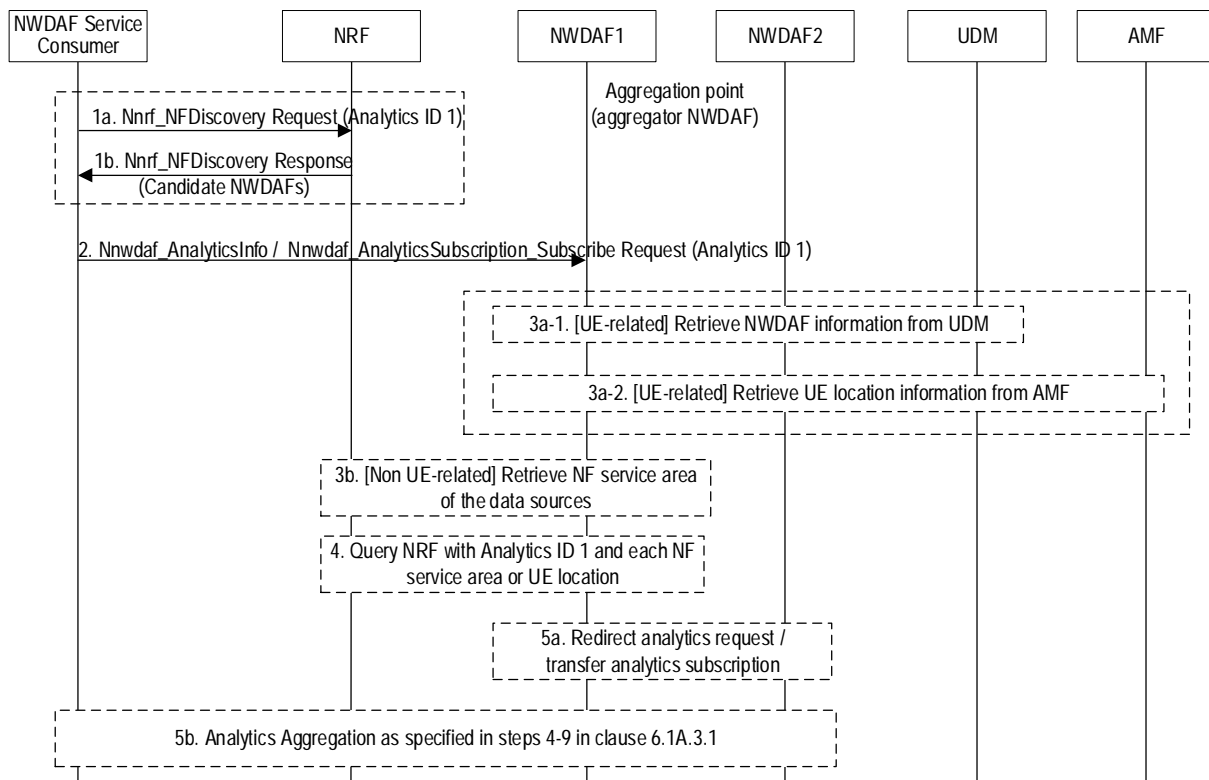 NWDAF Service
Consumer
NRF
NWDAF1
NWDAF2
UDM
AMF
Aggregation point
(aggregator NWDAF)
1a. Nnrf_NFDiscovery Request (Analytics ID 1)
1b. Nnrf_NFDiscovery Response
(Candidate NWDAFs)
2. Nnwdaf_AnalyticsInfo / Nnwdaf_AnalyticsSubscription_Subscribe Request (Analytics ID 1)
3a-1. [UE-related] Retrieve NWDAF information from UDM
3a-2. [UE-related] Retrieve UE location information from AMF
3b. [Non UE-related] Retrieve NF service area
of the data sources
4. Query NRF with Analytics ID 1 and each NF
service area or UE location
5a. Redirect analytics request /
transfer analytics subscription
5b. Analytics Aggregation as specified in steps 4-9 in clause 6.1A.3.1